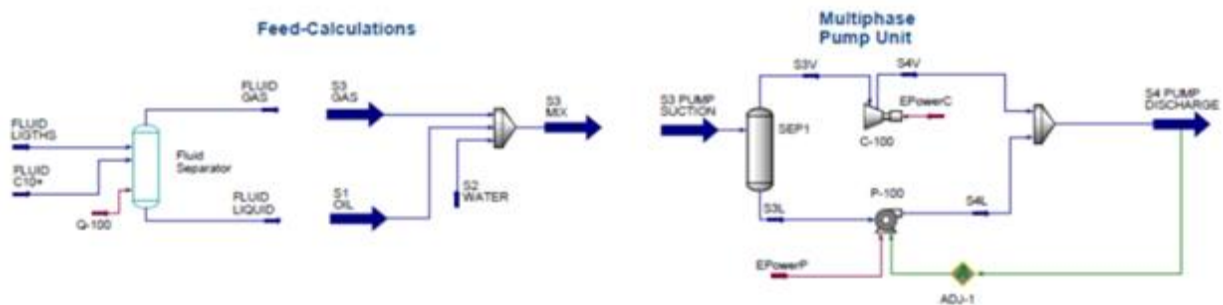 Feed-Calculations
FLUID
GAS
FLUID
LIGTHS
FLUID
C10+
Q-100
Fluid
Separator
FLUID
LIQUID
S3
GAS
S1
OIL
S2
WATER
S3
MIX
Multiphase
Pump Unit
S3 PUMP
SUCTION
SEP1
S3V
S4V
EPowerC
C-100
S4 PUMP
DISCHARGE
S3L
P-100
S4L
EPowerP
ADJ-1